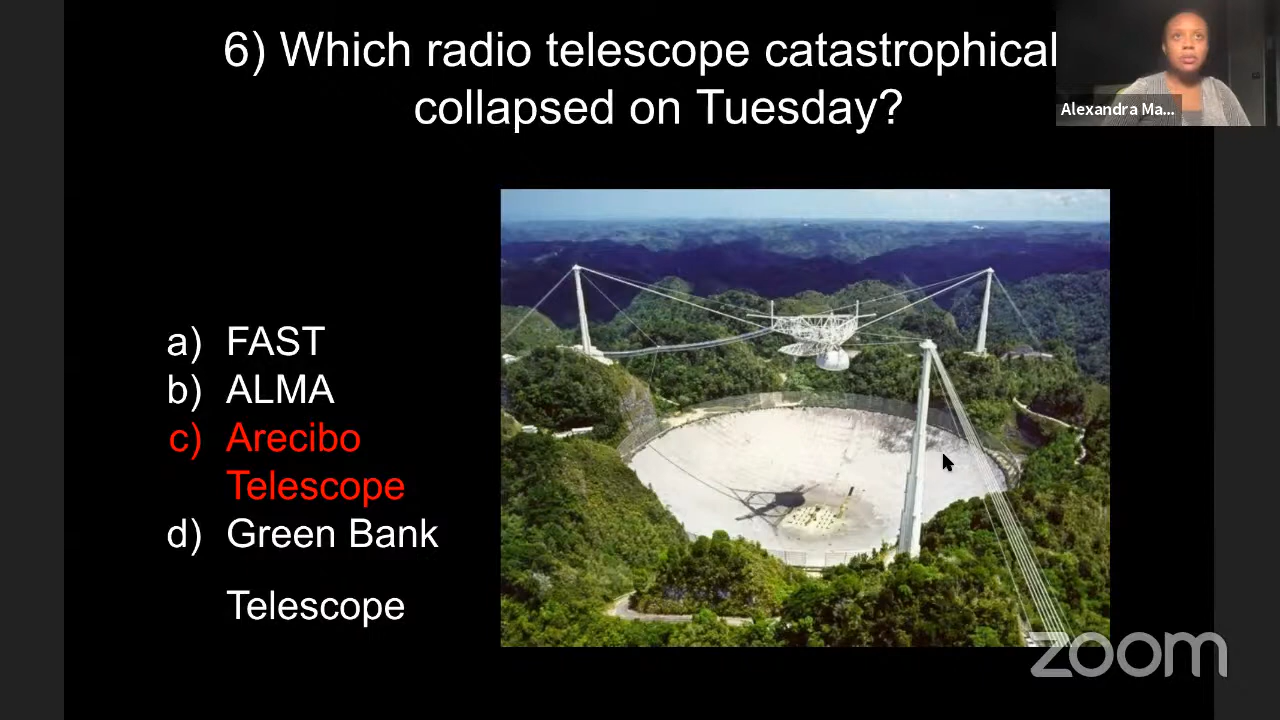 6) Which radio telescope catastrophical
collapsed on Tuesday?
Alexandra Ma...
a) FAST
b) ALMA
c) Arecibo
Telescope
d) Green Bank
Telescope
zoom